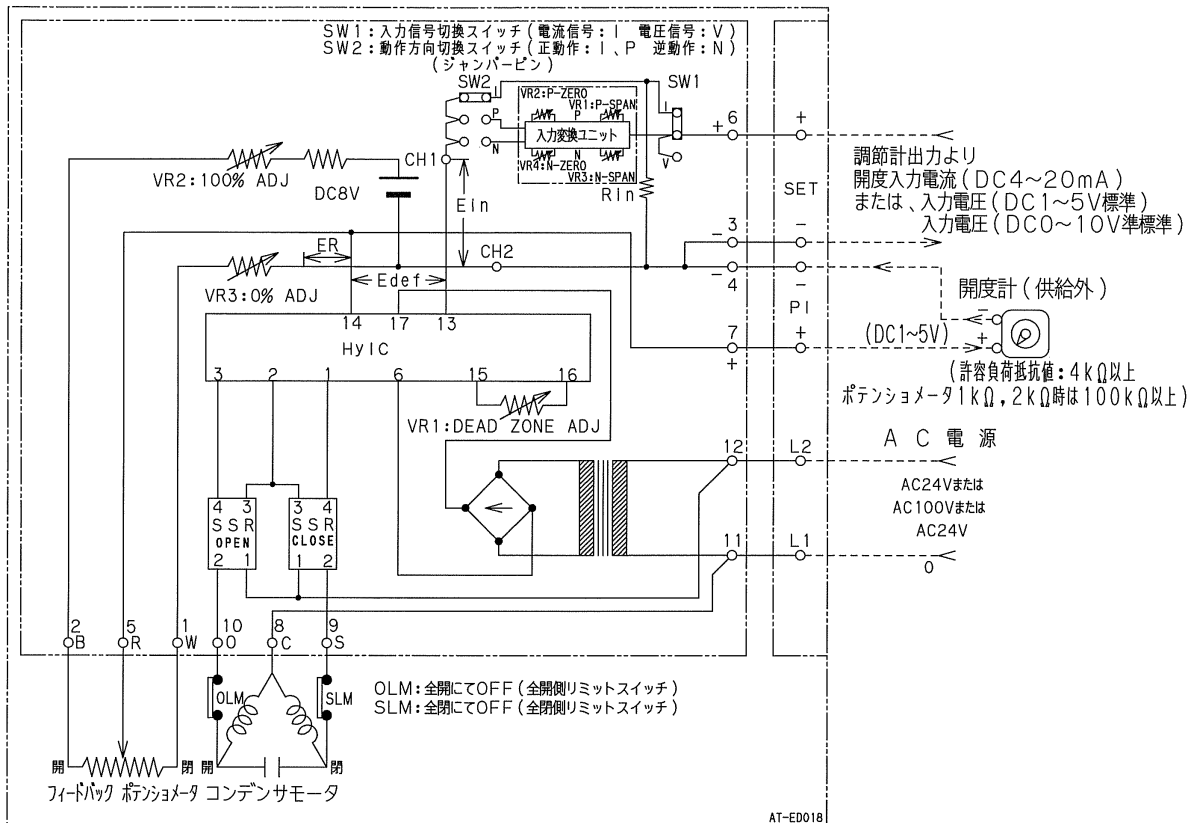 SW1:入力信号切換スイッチ(電流信号:I 電圧信号:V)
SW2:動作方向切換スイッチ(正動作:I、P 逆動作:N)
(ジャンパーピン)
SW2
SW1
I
P
N
VR2:P-ZERO
VR1:P-SPAN
P
入力変換ユニット
N
VR4:N-ZERO
VR3:N-SPAN
I
V
+
6
+
CH1
VR2:100% ADJ
DC8V
EIn
RIn
SET
調節計出力より
開度入力電流(DC4~20mA)
または、入力電圧(DC1~5V標準)
入力電圧(DC0~10V準標準)
ER
CH2
-
3
-
-
4
-
VR3:0% ADJ
Edef
PI
開度計(供給外)
14
17
13
HyIC
3
2
1
6
15
16
7
+
+
(DC1~5V)
-
+
(許容負荷抵抗値:4kΩ以上
ポテンショメータ1kΩ,2kΩ時は100kΩ以上)
VR1:DEAD ZONE ADJ
12
L2
AC電源
AC24Vまたは
AC100Vまたは
AC24V
11
L1
0
4 3
SSR
OPEN
2 1
3 4
SSR
CLOSE
1 2
2
B
5
R
1
W
10
O
8
C
9
S
OLM
SLM
OLM:全開にてOFF(全開側リミットスイッチ)
SLM:全閉にてOFF(全閉側リミットスイッチ)
開
閉
開
閉
フィードバック ポテンショメータ
コンデンサモータ
AT-ED018